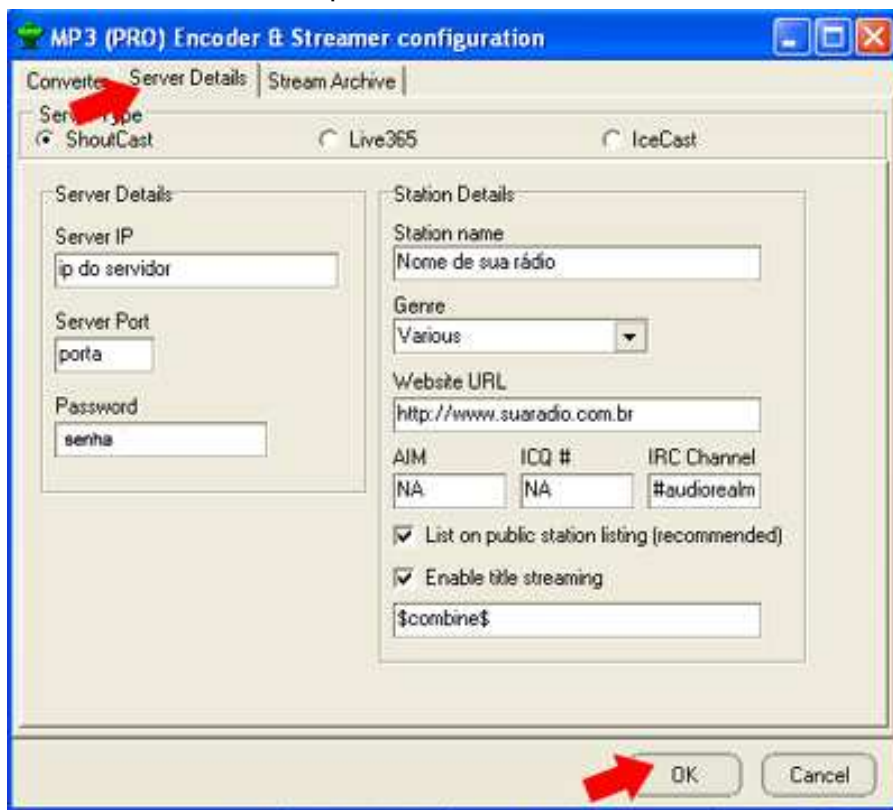 MP3 (PRO) Encoder & Streamer configuration
Converter Server Details Stream Archive
Server Type
ShoutCast Live365 IceCast
Server Details
Server IP
ip do servidor
Server Port
porta
Password
senha
Station Details
Station name
Nome de sua rádio
Genre
Various
Website URL
http://www.suaradio.com.br
AIM ICQ # IRC Channel
NA NA #audiorealm
List on public station listing (recommended)
Enable title streaming
$combine$
OK Cancel